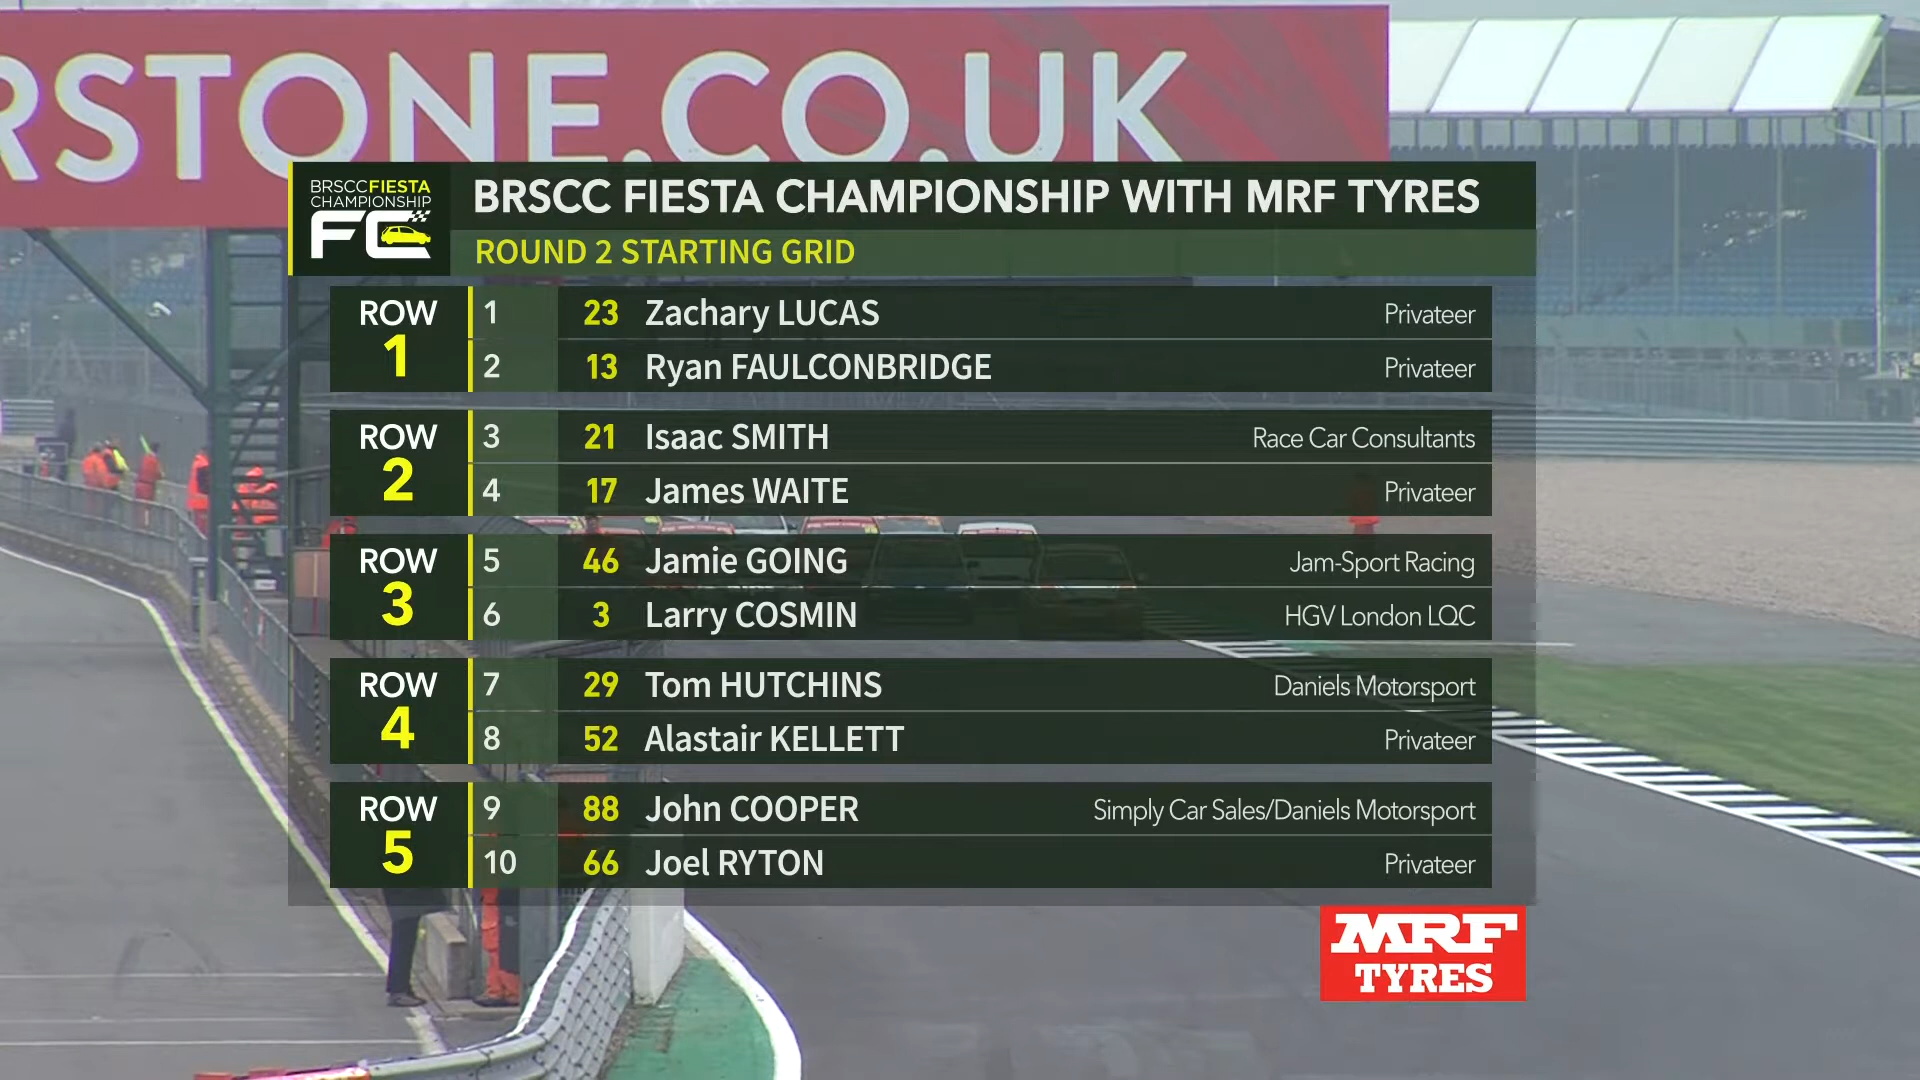 RSTONE.CO.UK
BRSCCFIESTA
CHAMPIONSHIP
FC
BRSCC FIESTA CHAMPIONSHIP WITH MRF TYRES
ROUND 2 STARTING GRID
ROW 1
1 23 Zachary LUCAS Privateer
2 13 Ryan FAULCONBRIDGE Privateer
ROW 2
3 21 Isaac SMITH Race Car Consultants
4 17 James WAITE Privateer
ROW 3
5 46 Jamie GOING Jam-Sport Racing
6 3 Larry COSMIN HGV London LQC
ROW 4
7 29 Tom HUTCHINS Daniels Motorsport
8 52 Alastair KELLETT Privateer
ROW 5
9 88 John COOPER Simply Car Sales/Daniels Motorsport
10 66 Joel RYTON Privateer
MRF
TYRES